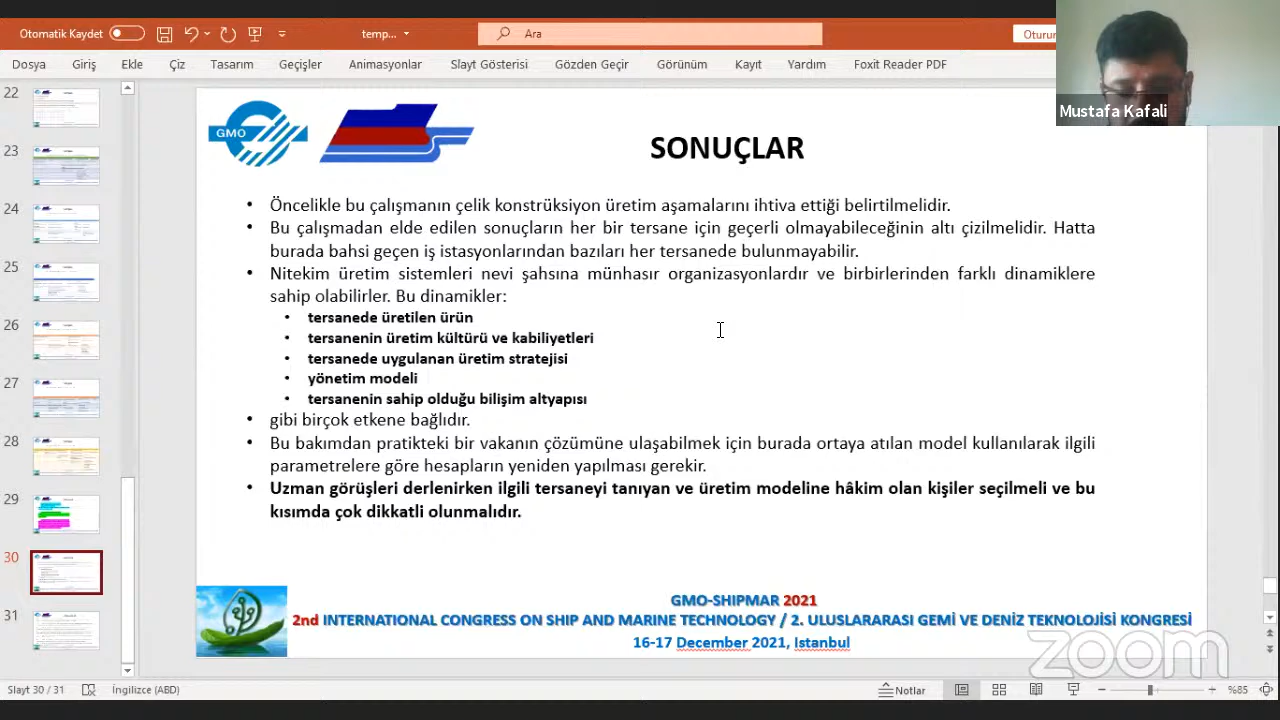 Otomatik Kaydet
temp...
Ara
Oturum
Dosya
Giriş
Ekle
Çiz
Tasarım
Geçişler
Animasyonlar
Slayt Gösterisi
Gözden Geçir
Görünüm
Kayıt
Yardım
Foxit Reader PDF
Mustafa Kafali
22
23
24
25
26
27
28
29
30
31
GMO
SONUÇLAR
• Öncelikle bu çalışmanın çelik konstrüksiyon üretim aşamalarını ihtiva ettiği belirtilmelidir.
• Bu çalışmadan elde edilen sonuçların her bir tersane için geçerli olmayabileceğinin altı çizilmelidir. Hatta
burada bahsi geçen iş istasyonlarından bazıları her tersanede bulunmayabilir.
• Nitekim üretim sistemleri nevi şahsına münhasır organizasyonlardır ve birbirlerinden farklı dinamiklere
sahip olabilirler. Bu dinamikler:
• tersanede üretilen ürün
• tersanenin üretim kültürü ve kabiliyetleri
• tersanede uygulanan üretim stratejisi
• yönetim modeli
• tersanenin sahip olduğu bilişim altyapısı
• gibi birçok etkene bağlıdır.
• Bu bakımdan pratikteki bir vakanın çözümüne ulaşabilmek için burada ortaya atılan model kullanılarak ilgili
parametrelere göre hesapların yeniden yapılması gerekir.
• Uzman görüşleri derlenirken ilgili tersaneyi tanıyan ve üretim modeline hâkim olan kişiler seçilmeli ve bu
kısımda çok dikkatli olunmalıdır.
GMO-SHIPMAR 2021
2nd INTERNATIONAL CONGRESS ON SHIP AND MARINE TECHNOLOGY / 2. ULUSLARARASI GEMİ VE DENİZ TEKNOLOJİSİ KONGRESİ
16-17 December 2021, Istanbul
zoom
Slayt 30 / 31
İngilizce (ABD)
Notlar
%85